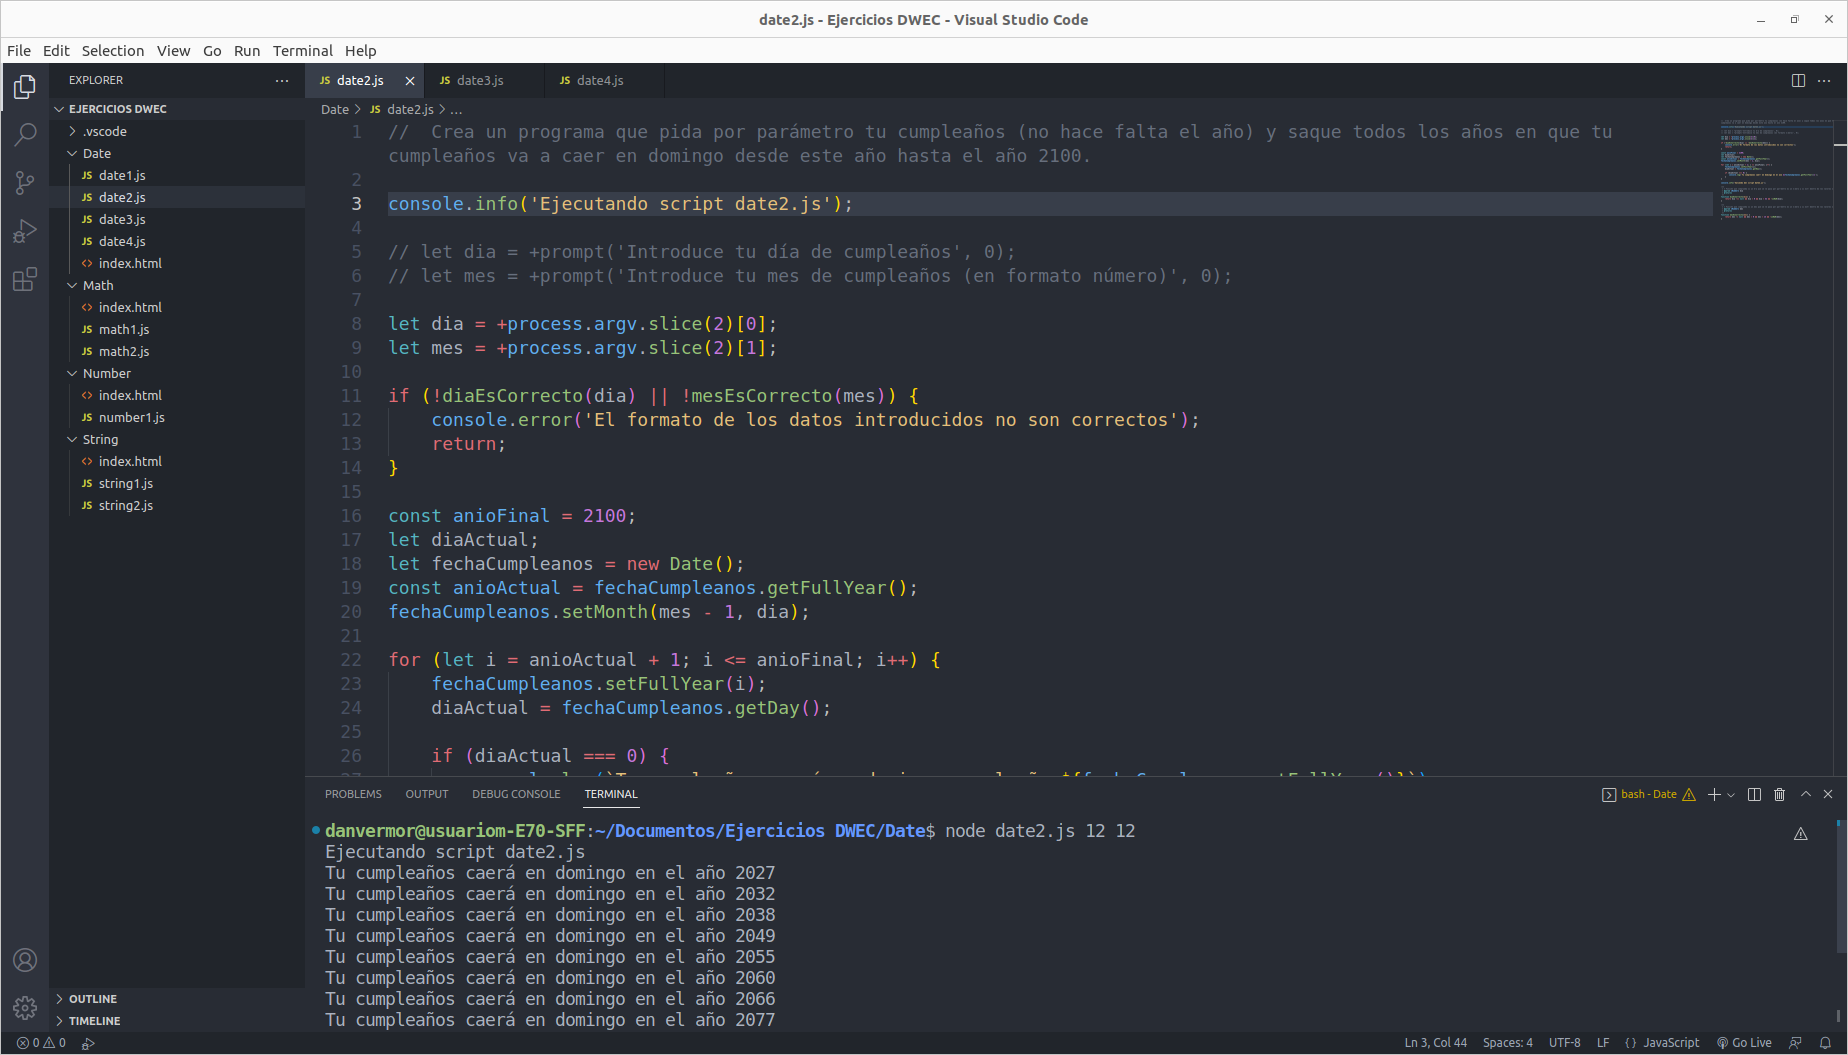 date2.js - Ejercicios DWEC - Visual Studio Code
File Edit Selection View Go Run Terminal Help
EXPLORER
EJERCICIOS DWEC
.vscode
Date
JS date1.js
JS date2.js
JS date3.js
JS date4.js
<> index.html
Math
<> index.html
JS math1.js
JS math2.js
Number
<> index.html
JS number1.js
String
<> index.html
JS string1.js
JS string2.js
OUTLINE
TIMELINE
JS date2.js JS date3.js JS date4.js
Date > JS date2.js > ...
1 //  Crea un programa que pida por parámetro tu cumpleaños (no hace falta el año) y saque todos los años en que tu
cumpleaños va a caer en domingo desde este año hasta el año 2100.
2
3 console.info('Ejecutando script date2.js');
4
5 // let dia = +prompt('Introduce tu día de cumpleaños', 0);
6 // let mes = +prompt('Introduce tu mes de cumpleaños (en formato número)', 0);
7
8 let dia = +process.argv.slice(2)[0];
9 let mes = +process.argv.slice(2)[1];
10
11 if (!diaEsCorrecto(dia) || !mesEsCorrecto(mes)) {
12     console.error('El formato de los datos introducidos no son correctos');
13     return;
14 }
15
16 const anioFinal = 2100;
17 let diaActual;
18 let fechaCumpleanos = new Date();
19 const anioActual = fechaCumpleanos.getFullYear();
20 fechaCumpleanos.setMonth(mes - 1, dia);
21
22 for (let i = anioActual + 1; i <= anioFinal; i++) {
23     fechaCumpleanos.setFullYear(i);
24     diaActual = fechaCumpleanos.getDay();
25
26     if (diaActual === 0) {
PROBLEMS OUTPUT DEBUG CONSOLE TERMINAL
bash - Date
danvermor@usuariom-E70-SFF:~/Documentos/Ejercicios DWEC/Date$ node date2.js 12 12
Ejecutando script date2.js
Tu cumpleaños caerá en domingo en el año 2027
Tu cumpleaños caerá en domingo en el año 2032
Tu cumpleaños caerá en domingo en el año 2038
Tu cumpleaños caerá en domingo en el año 2049
Tu cumpleaños caerá en domingo en el año 2055
Tu cumpleaños caerá en domingo en el año 2060
Tu cumpleaños caerá en domingo en el año 2066
Tu cumpleaños caerá en domingo en el año 2077
0 0 Ln 3, Col 44 Spaces: 4 UTF-8 LF {} JavaScript Go Live